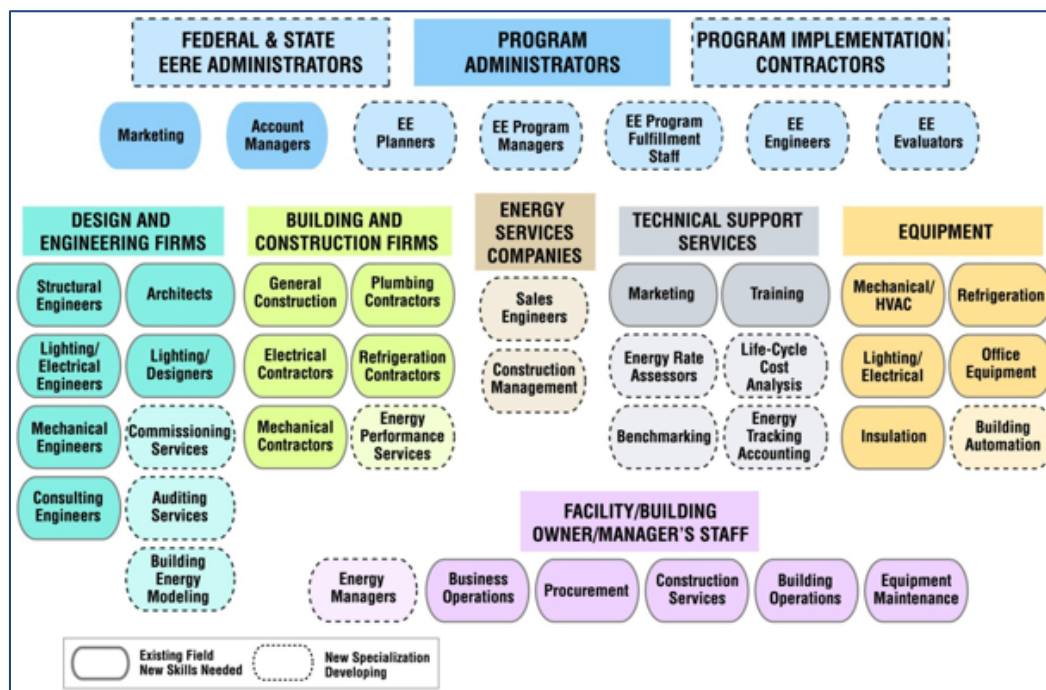 FEDERAL & STATE
EERE ADMINISTRATORS
PROGRAM
ADMINISTRATORS
PROGRAM IMPLEMENTATION
CONTRACTORS
Marketing
Account
Managers
EE
Planners
EE Program
Managers
EE Program
Fulfillment
Staff
EE
Engineers
EE
Evaluators
DESIGN AND
ENGINEERING FIRMS
Structural
Engineers
Architects
Lighting/
Electrical
Engineers
Lighting/
Designers
Mechanical
Engineers
Commissioning
Services
Consulting
Engineers
Auditing
Services
Building
Energy
Modeling
BUILDING AND
CONSTRUCTION FIRMS
General
Construction
Plumbing
Contractors
Electrical
Contractors
Refrigeration
Contractors
Mechanical
Contractors
Energy
Performance
Services
ENERGY
SERVICES
COMPANIES
Sales
Engineers
Construction
Management
TECHNICAL SUPPORT
SERVICES
Marketing
Training
Energy Rate
Assessors
Life-Cycle
Cost
Analysis
Benchmarking
Energy
Tracking
Accounting
EQUIPMENT
Mechanical/
HVAC
Refrigeration
Lighting/
Electrical
Office
Equipment
Insulation
Building
Automation
FACILITY/BUILDING
OWNER/MANAGER'S STAFF
Energy
Managers
Business
Operations
Procurement
Construction
Services
Building
Operations
Equipment
Maintenance
Existing Field
New Skills Needed
New Specialization
Developing